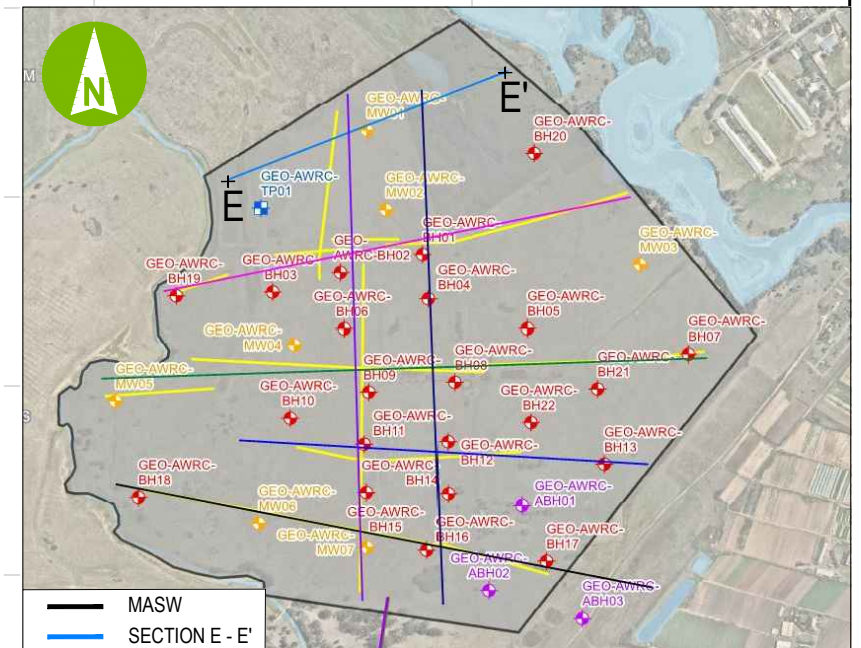 N
M
E'
GEO-AWRC-
MW01
GEO-AWRC-
BH20
GEO-AWRC-
TP01
E
GEO-AWRC-
MW02
GEO-AWRC-
BH01
GEO-AWRC-
MW03
GEO-
AWRC-BH02
GEO-AWRC-
BH03
GEO-AWRC-
BH19
GEO-AWRC-
BH04
GEO-AWRC-
BH06
GEO-AWRC-
BH05
GEO-AWRC-
BH07
GEO-AWRC-
MW04
GEO-AWRC-
MW05
GEO-AWRC-
BH09
GEO-AWRC-
BH08
GEO-AWRC-
BH21
S
GEO-AWRC-
BH10
GEO-AWRC-
BH22
GEO-AWRC-
BH11
GEO-AWRC-
BH12
GEO-AWRC-
BH13
GEO-AWRC-
BH18
GEO-AWRC-
BH14
GEO-AWRC-
ABH01
GEO-AWRC-
MW06
GEO-AWRC-
BH15
GEO-AWRC-
MW07
GEO-AWRC-
BH16
GEO-AWRC-
BH17
GEO-AWRC-
ABH02
GEO-AWRC-
ABH03
MASW
SECTION E - E'